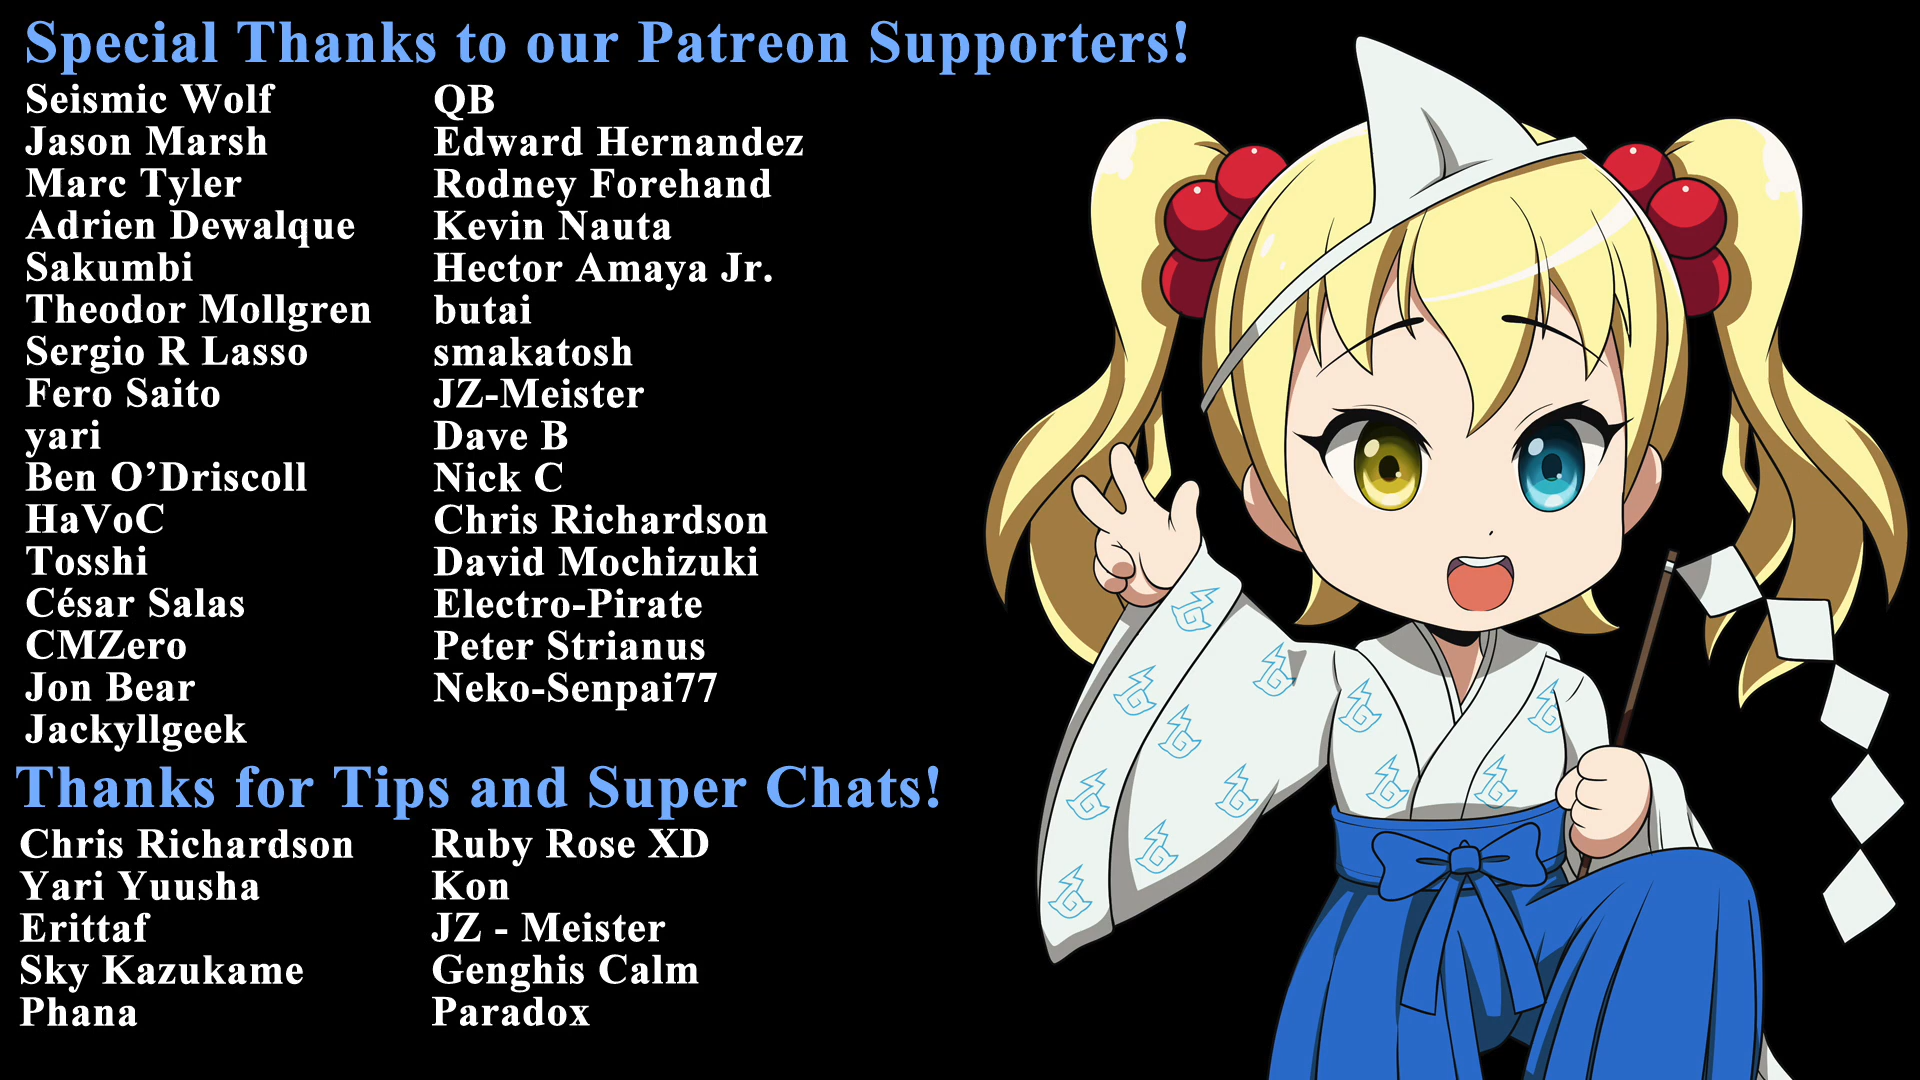 Special Thanks to our Patreon Supporters!
Seismic Wolf
Jason Marsh
Marc Tyler
Adrien Dewalque
Sakumbi
Theodor Mollgren
Sergio R Lasso
Fero Saito
yari
Ben O’Driscoll
HaVoC
Tosshi
César Salas
CMZero
Jon Bear
Jackyllgeek
QB
Edward Hernandez
Rodney Forehand
Kevin Nauta
Hector Amaya Jr.
butai
smakatosh
JZ-Meister
Dave B
Nick C
Chris Richardson
David Mochizuki
Electro-Pirate
Peter Strianus
Neko-Senpai77
Thanks for Tips and Super Chats!
Chris Richardson
Yari Yuusha
Erittaf
Sky Kazukame
Phana
Ruby Rose XD
Kon
JZ - Meister
Genghis Calm
Paradox